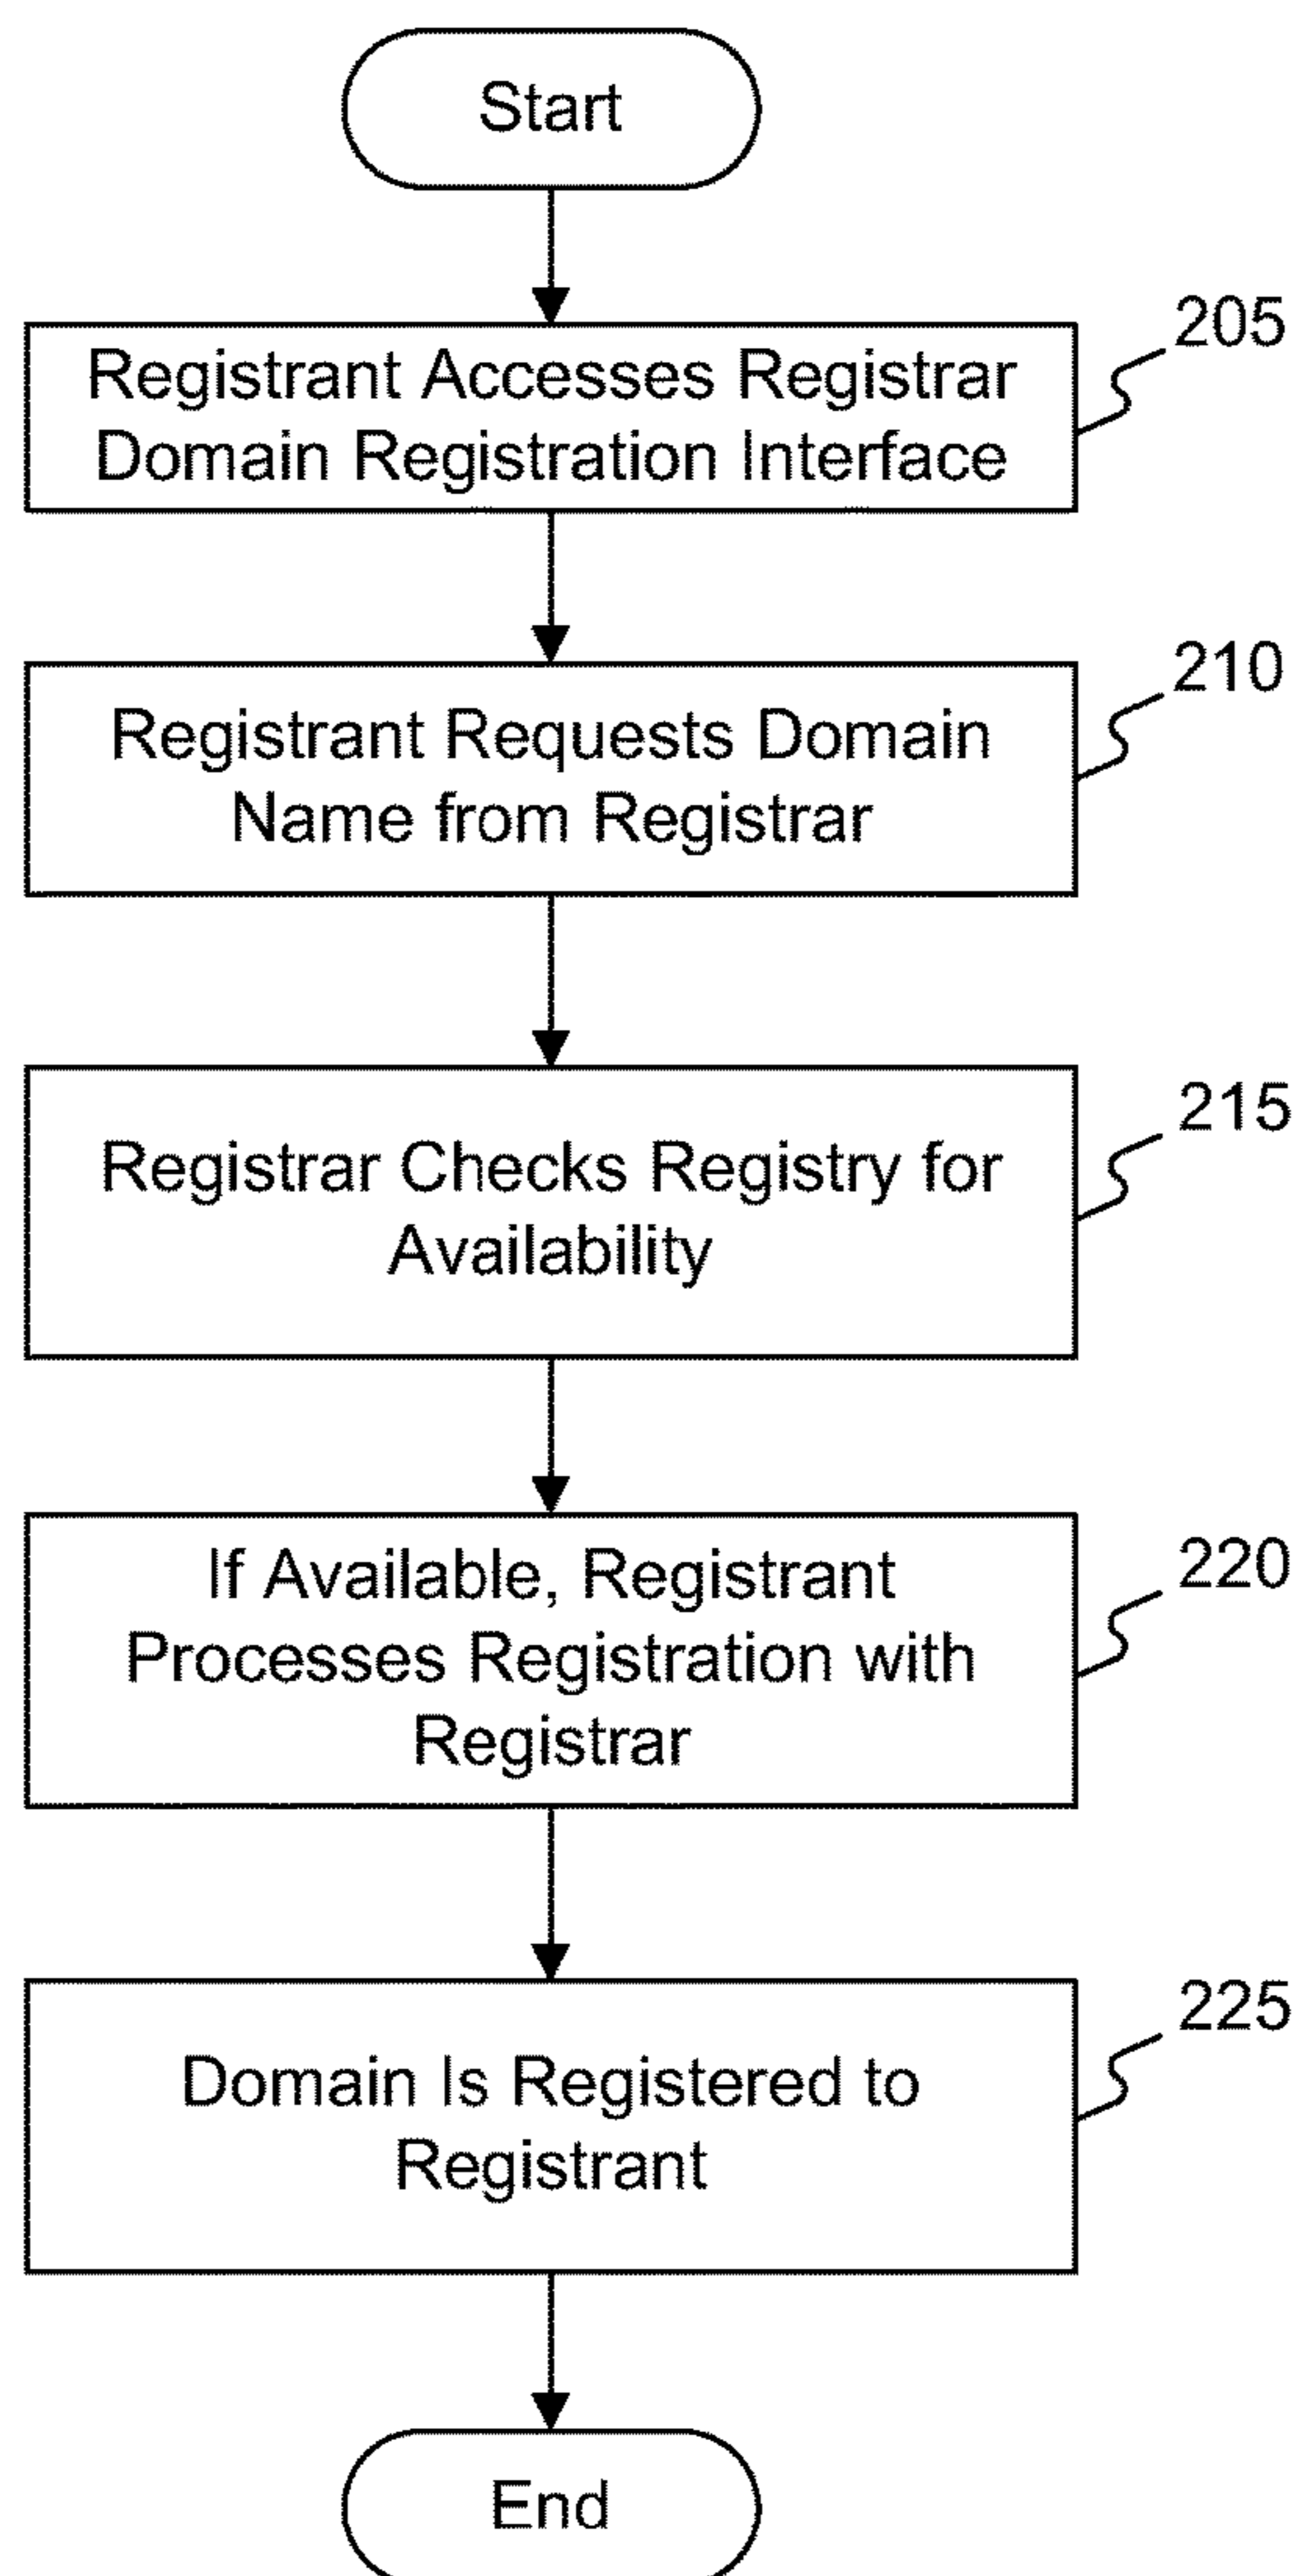 Start
205
Registrant Accesses Registrar
Domain Registration Interface
210
Registrant Requests Domain
Name from Registrar
215
Registrar Checks Registry for
Availability
220
If Available, Registrant
Processes Registration with
Registrar
225
Domain Is Registered to
Registrant
End